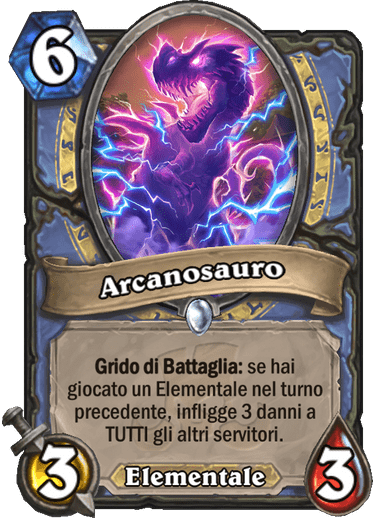 6
Arcanosauro
Grido di Battaglia: se hai
giocato un Elementale nel turno
precedente, infligge 3 danni a
TUTTI gli altri servitori.
3
Elementale
3